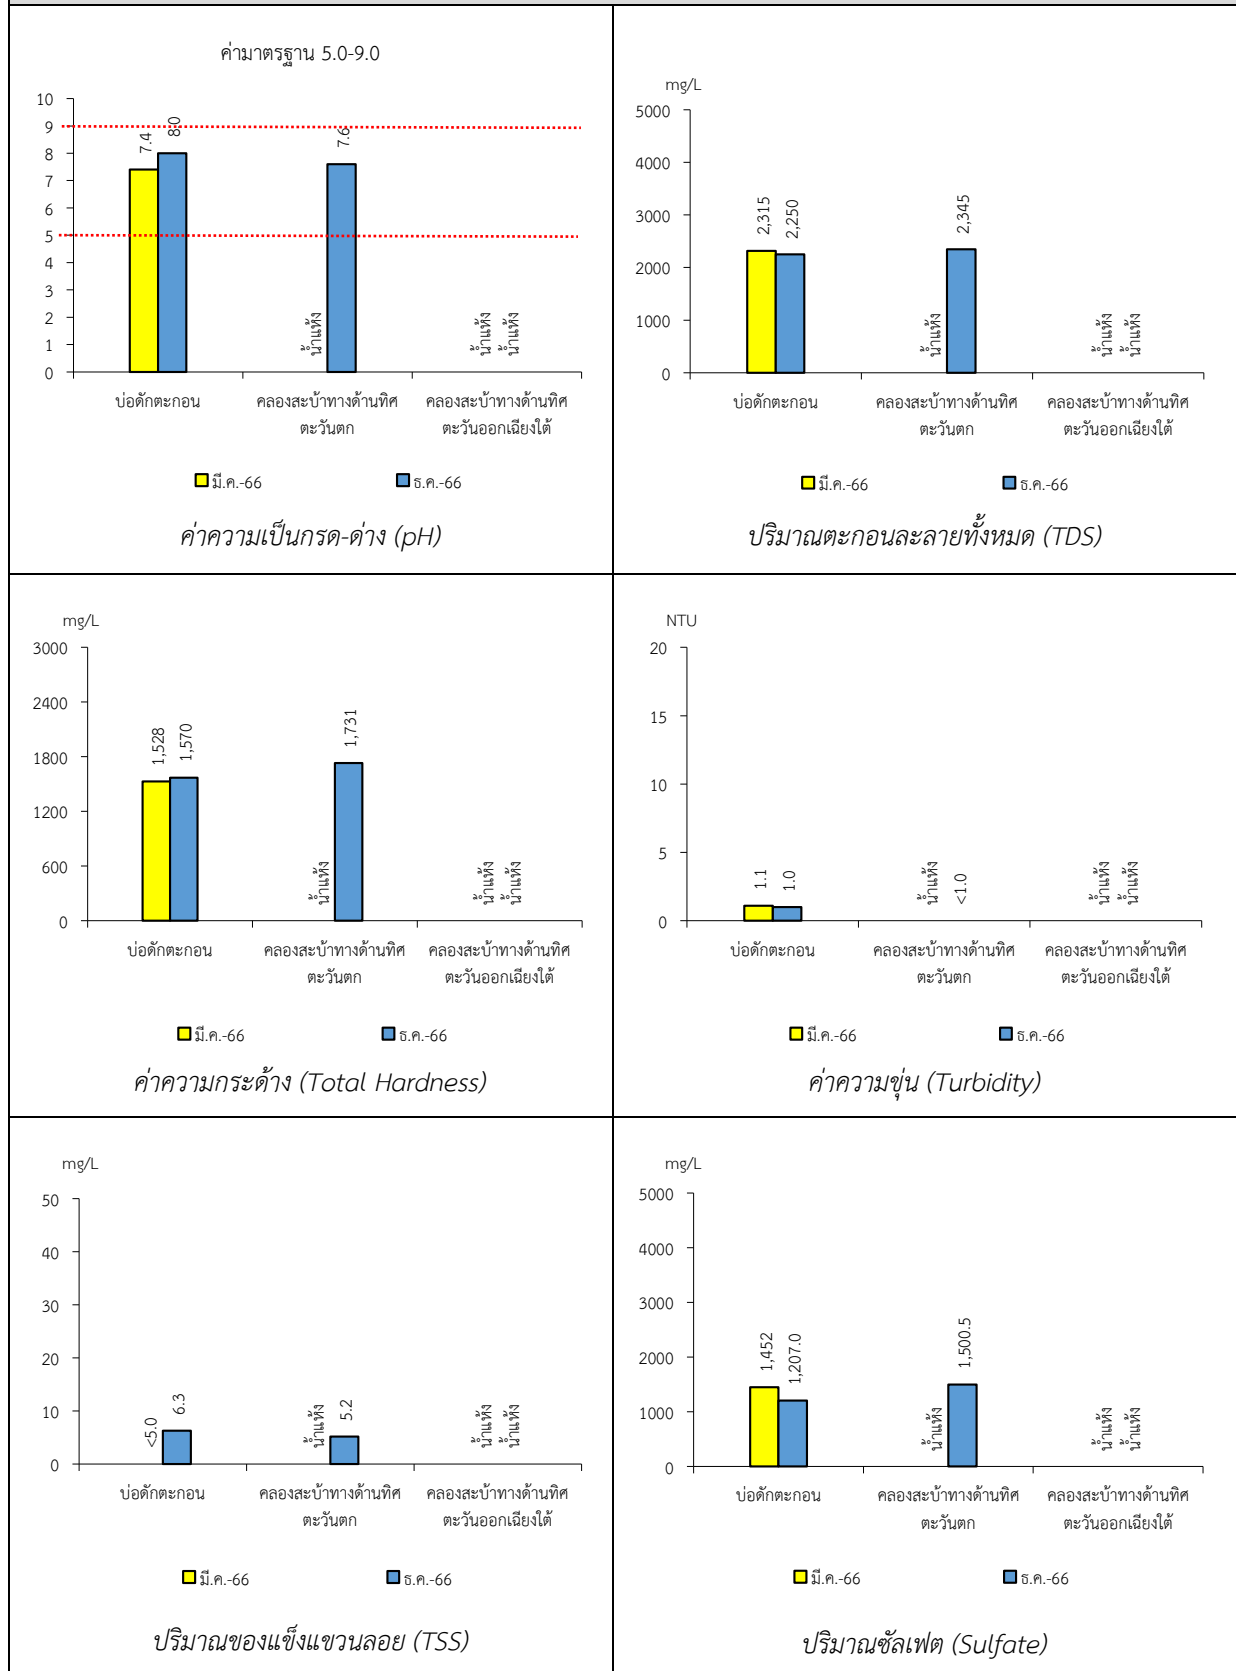 ค่ามาตรฐาน 5.0-9.0
10
9
8
7
6
5
4
3
2
1
0
7.4
8.0
น้ำแห้ง
7.6
น้ำแห้ง
น้ำแห้ง
บ่อดักตะกอน
คลองสะบ้าทางด้านทิศ
ตะวันตก
คลองสะบ้าทางด้านทิศ
ตะวันออกเฉียงใต้
มี.ค.-66
ธ.ค.-66
ค่าความเป็นกรด-ด่าง (pH)
mg/L
5000
4000
3000
2000
1000
0
2,315
2,250
น้ำแห้ง
2,345
น้ำแห้ง
น้ำแห้ง
บ่อดักตะกอน
คลองสะบ้าทางด้านทิศ
ตะวันตก
คลองสะบ้าทางด้านทิศ
ตะวันออกเฉียงใต้
มี.ค.-66
ธ.ค.-66
ปริมาณตะกอนละลายทั้งหมด (TDS)
mg/L
3000
2400
1800
1200
600
0
1,528
1,570
น้ำแห้ง
1,731
น้ำแห้ง
น้ำแห้ง
บ่อดักตะกอน
คลองสะบ้าทางด้านทิศ
ตะวันตก
คลองสะบ้าทางด้านทิศ
ตะวันออกเฉียงใต้
มี.ค.-66
ธ.ค.-66
ค่าความกระด้าง (Total Hardness)
NTU
20
15
10
5
0
1.1
1.0
น้ำแห้ง
<1.0
น้ำแห้ง
น้ำแห้ง
บ่อดักตะกอน
คลองสะบ้าทางด้านทิศ
ตะวันตก
คลองสะบ้าทางด้านทิศ
ตะวันออกเฉียงใต้
มี.ค.-66
ธ.ค.-66
ค่าความขุ่น (Turbidity)
mg/L
50
40
30
20
10
0
<5.0
6.3
น้ำแห้ง
5.2
น้ำแห้ง
น้ำแห้ง
บ่อดักตะกอน
คลองสะบ้าทางด้านทิศ
ตะวันตก
คลองสะบ้าทางด้านทิศ
ตะวันออกเฉียงใต้
มี.ค.-66
ธ.ค.-66
ปริมาณของแข็งแขวนลอย (TSS)
mg/L
5000
4000
3000
2000
1000
0
1,452
1,207.0
น้ำแห้ง
1,500.5
น้ำแห้ง
น้ำแห้ง
บ่อดักตะกอน
คลองสะบ้าทางด้านทิศ
ตะวันตก
คลองสะบ้าทางด้านทิศ
ตะวันออกเฉียงใต้
มี.ค.-66
ธ.ค.-66
ปริมาณซัลเฟต (Sulfate)